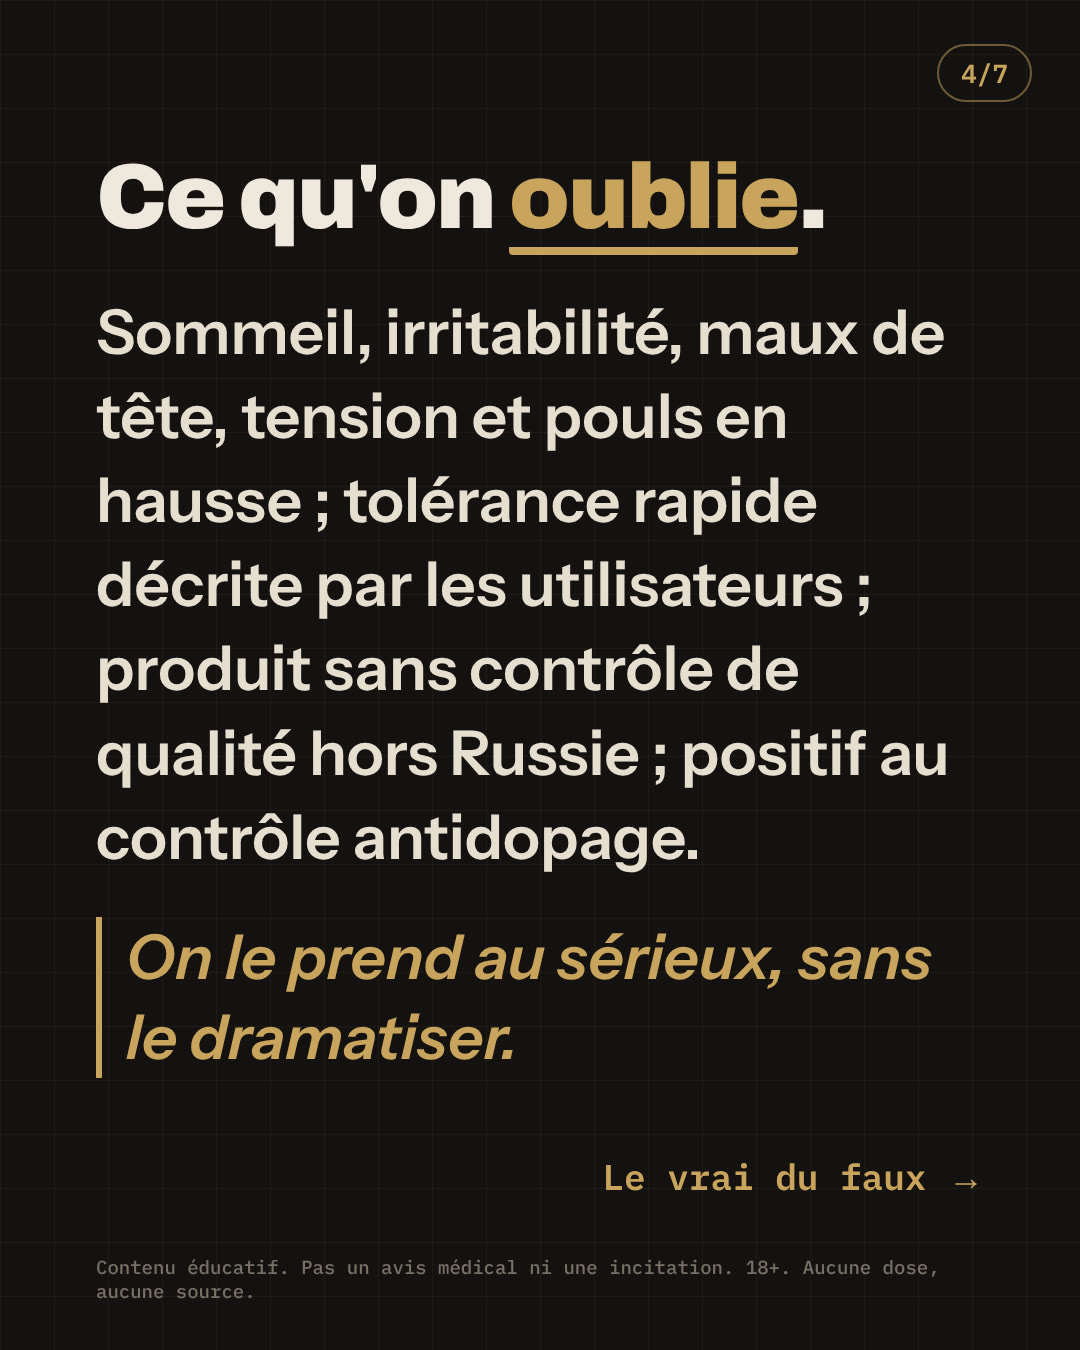 4/7
Ce qu'on oublie.
Sommeil, irritabilité, maux de
tête, tension et pouls en
hausse ; tolérance rapide
décrite par les utilisateurs ;
produit sans contrôle de
qualité hors Russie ; positif au
contrôle antidopage.
On le prend au sérieux, sans
le dramatiser.
Le vrai du faux →
Contenu éducatif. Pas un avis médical ni une incitation. 18+. Aucune dose,
aucune source.